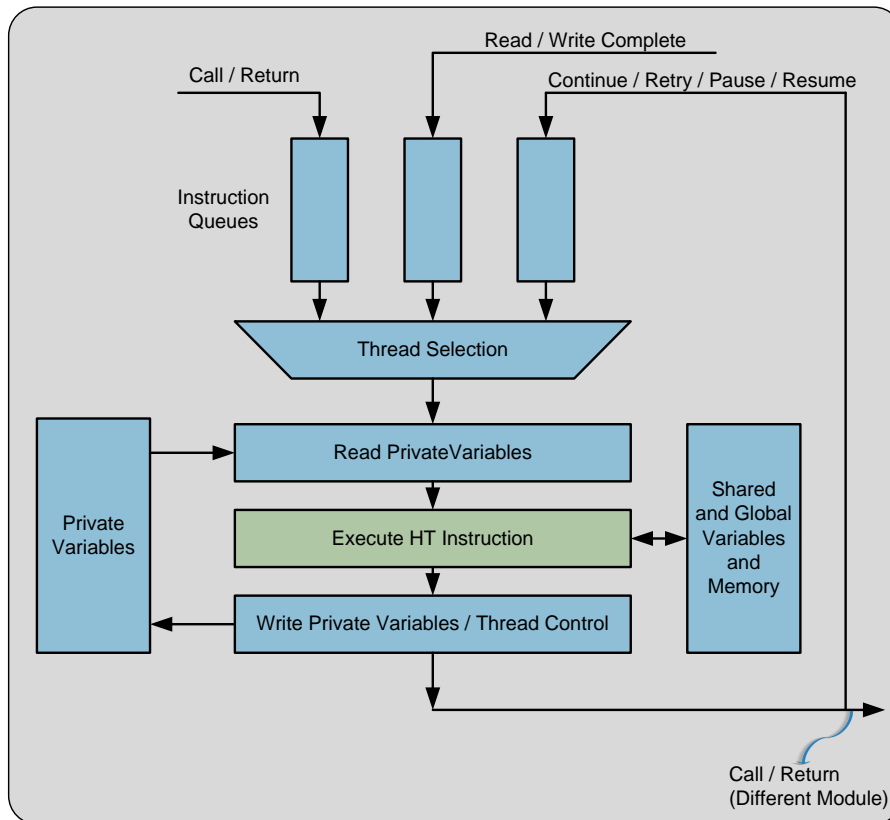 Read / Write Complete
Call / Return
Continue / Retry / Pause / Resume
Instruction
Queues
Thread Selection
Read PrivateVariables
Private
Variables
Execute HT Instruction
Shared
and Global
Variables
and
Memory
Write Private Variables / Thread Control
Call / Return
(Different Module)